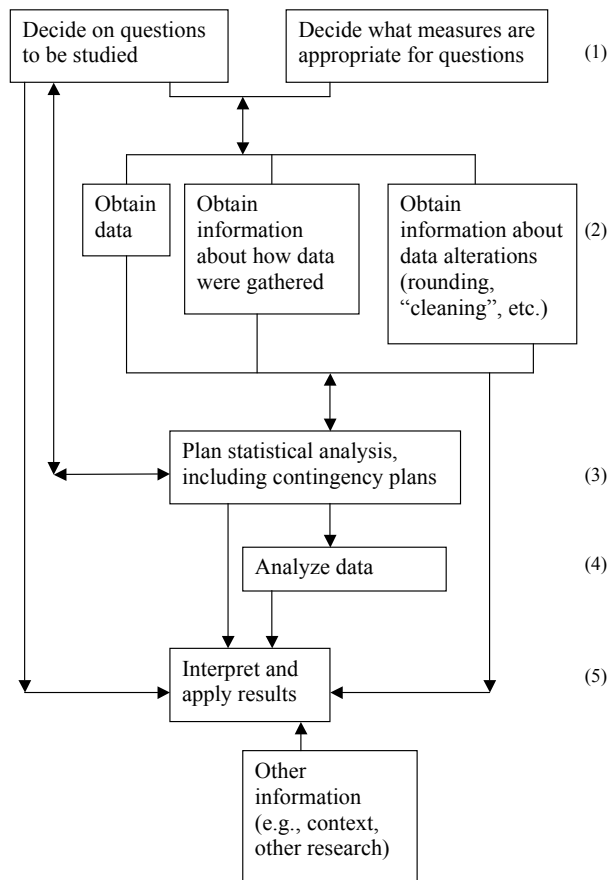 Decide on questions
to be studied
Decide what measures are
appropriate for questions
(1)
Obtain
data
Obtain
information
about how data
were gathered
Obtain
information about
data alterations
(rounding,
“cleaning”, etc.)
(2)
Plan statistical analysis,
including contingency plans
(3)
Analyze data
(4)
Interpret and
apply results
(5)
Other
information
(e.g., context,
other research)